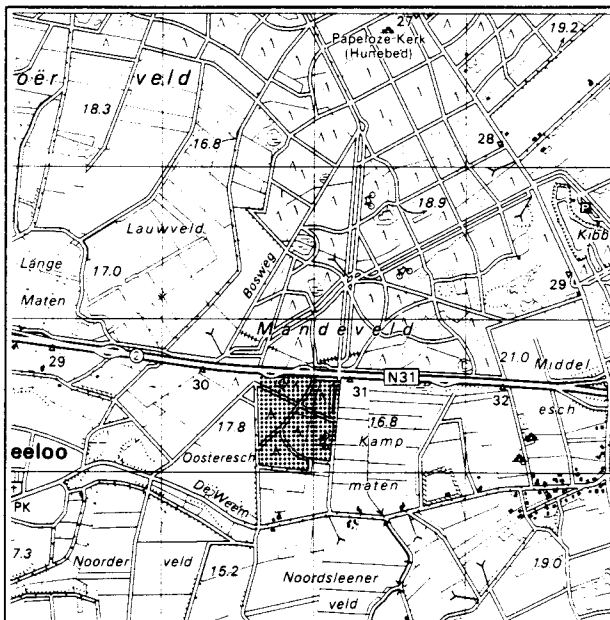 27
Papeloze Kerk
(Hunebed)
19.2
oër veld
18.3
16.8
28
18.9
Lauwveld
Bosweg
P
Kibb
Lange
Maten
17.0
29
Mandeveld
29
2
30
N31
31
21.0
Middel
32
esch
17.8
16.8
Kamp
eeloo
Oosteresch
maten
De Weem
PK
7.3
Noorder
veld
15.2
Noordsleener
veld
19.0